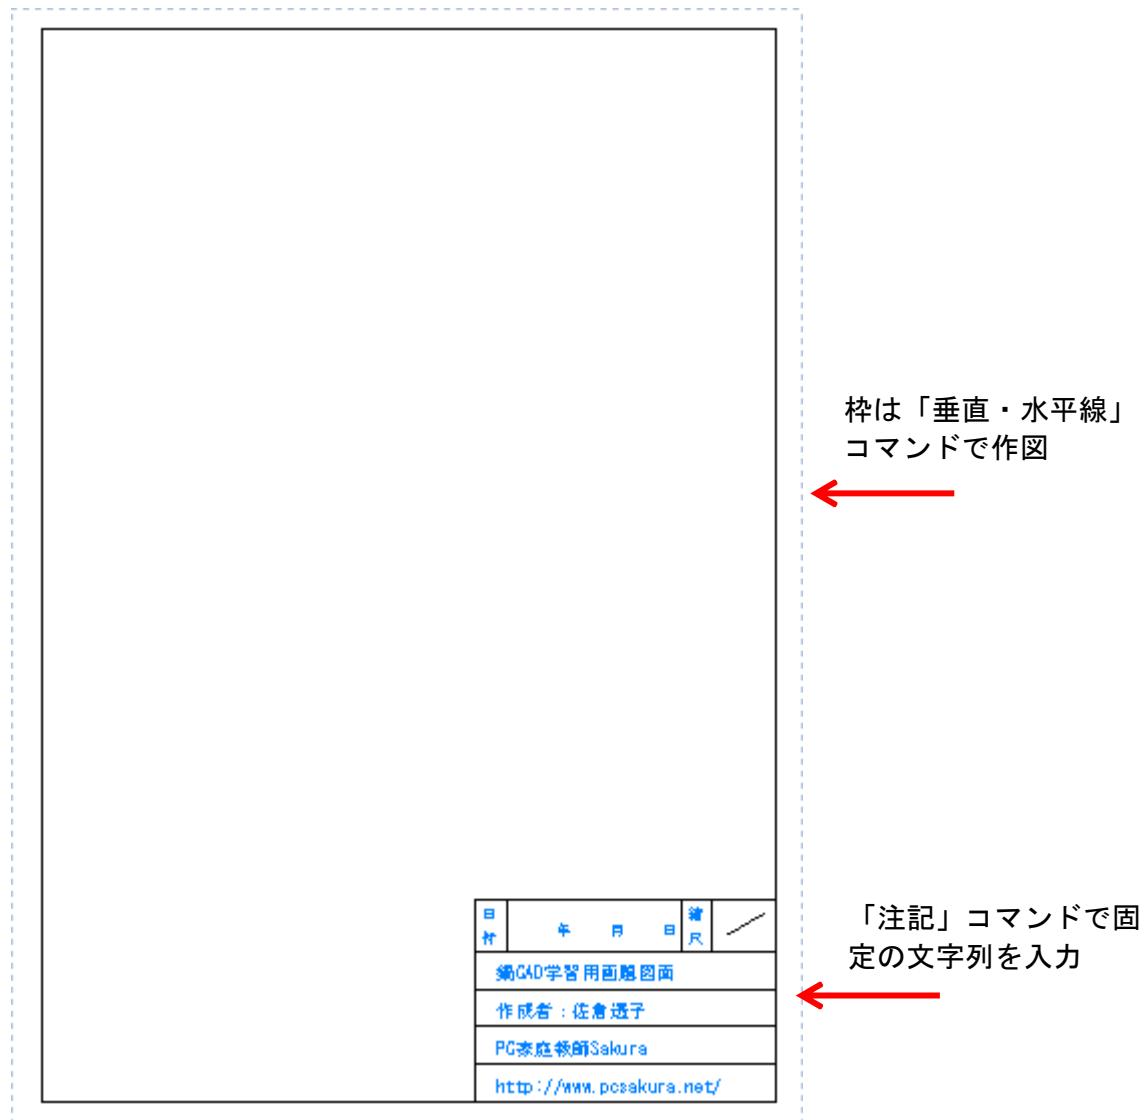 枠は「垂直・水平線」
コマンドで作図
「注記」コマンドで固
定の文字列を入力
日付
年 月 日
縮尺
鍋CAD学習用画題図面
作成者:佐倉透子
PC家庭教師Sakura
http://www.pcsakura.net/